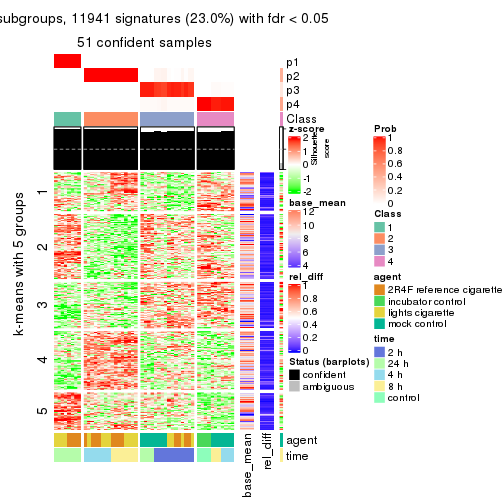 subgroups, 11941 signatures (23.0%) with fdr < 0.05
51 confident samples
p1
p2
p3
p4
Class
Silhouette
score
1
2
3
4
5
k-means with 5 groups
agent
time
base_mean
rel_diff
z-score
2
1
0
-1
-2
base_mean
12
10
8
6
4
rel_diff
1
0.8
0.6
0.4
0.2
0
Status (barplots)
confident
ambiguous
Prob
1
0.8
0.6
0.4
0.2
0
Class
1
2
3
4
agent
2R4F reference cigarette
incubator control
lights cigarette
mock control
time
2 h
24 h
4 h
8 h
control